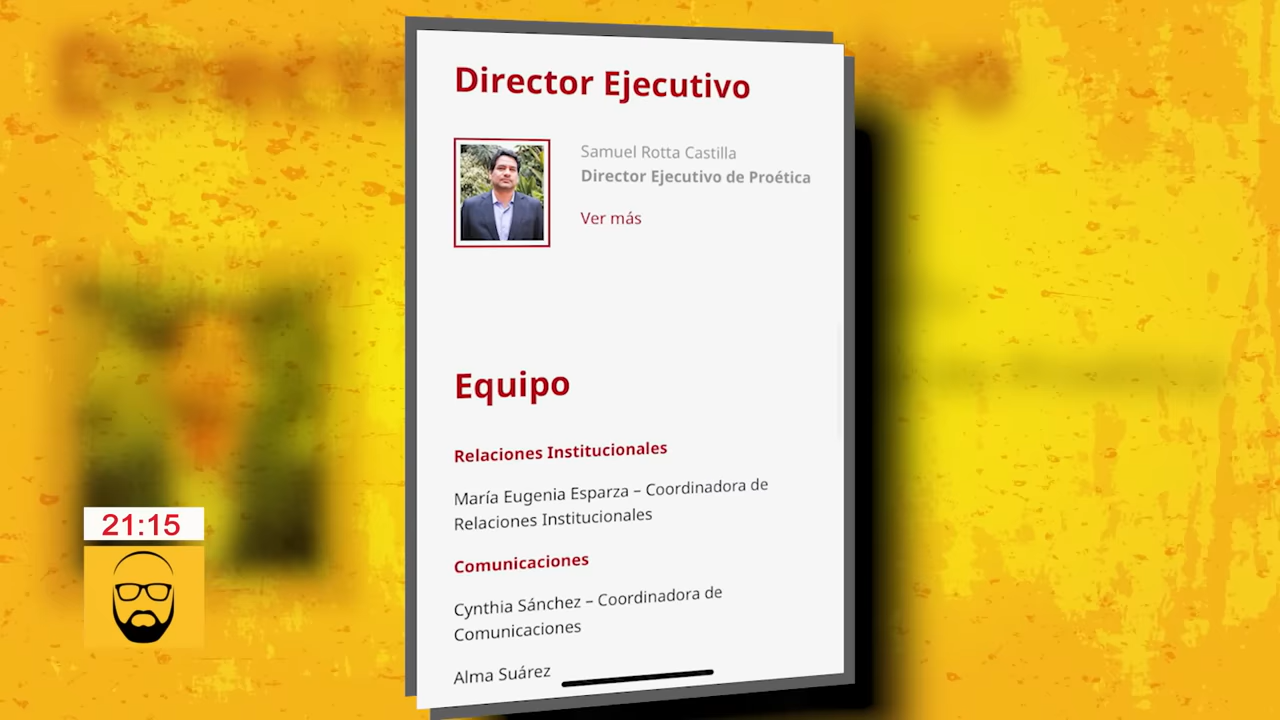 Director Ejecutivo
Samuel Rotta Castilla
Director Ejecutivo de Proética
Ver más
Equipo
Relaciones Institucionales
María Eugenia Esparza – Coordinadora de
Relaciones Institucionales
Comunicaciones
Cynthia Sánchez – Coordinadora de
Comunicaciones
Alma Suárez
21:15